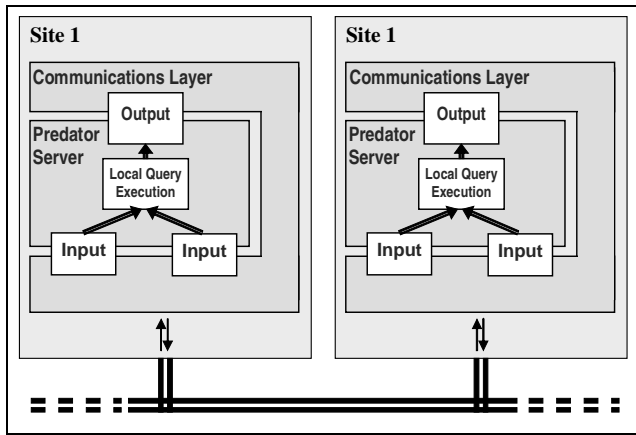 Site 1
Communications Layer
Output
Predator
Server
Local Query
Execution
Input
Input
Site 1
Communications Layer
Output
Predator
Server
Local Query
Execution
Input
Input